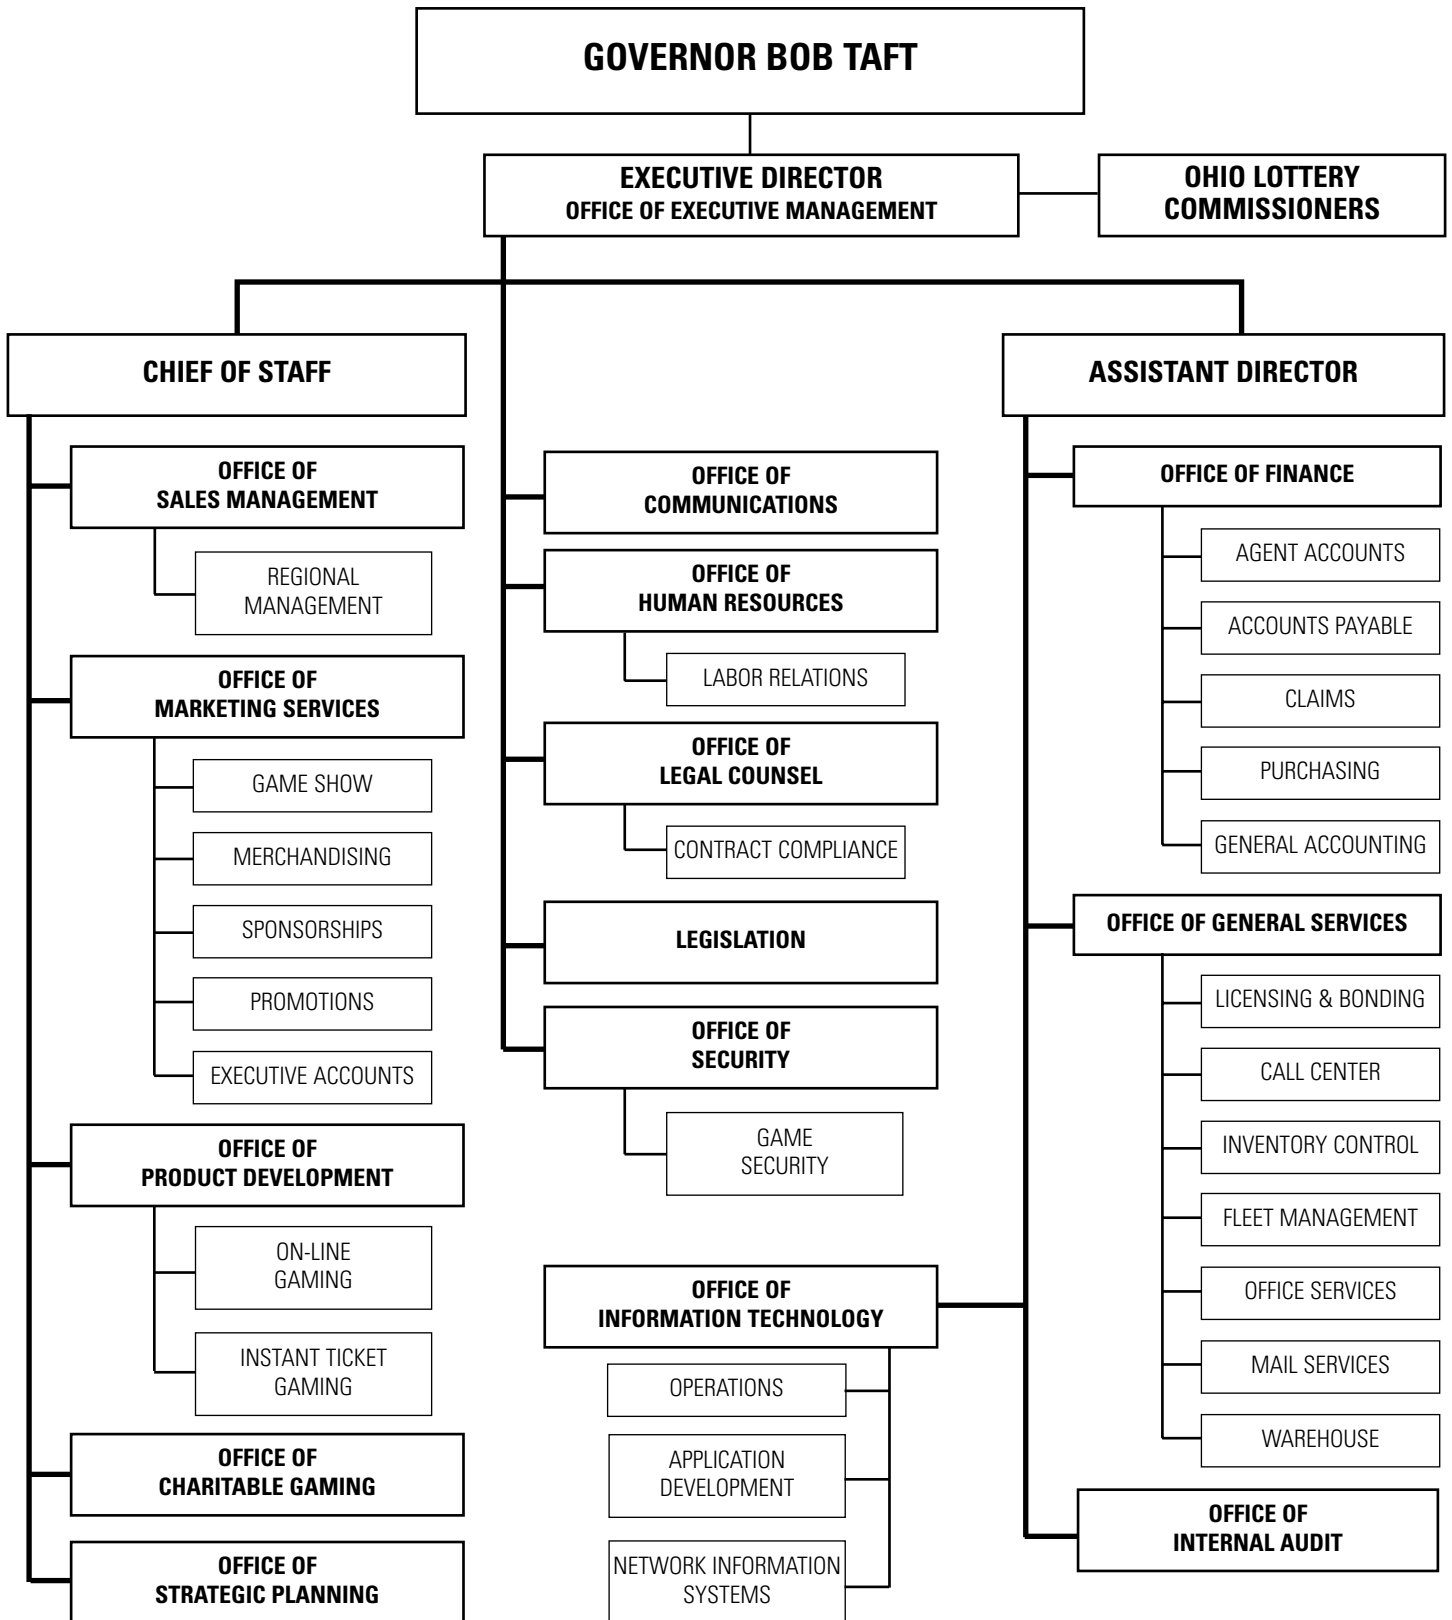 GOVERNOR BOB TAFT
EXECUTIVE DIRECTOR
OFFICE OF EXECUTIVE MANAGEMENT
OHIO LOTTERY
COMMISSIONERS
CHIEF OF STAFF
OFFICE OF
SALES MANAGEMENT
REGIONAL
MANAGEMENT
OFFICE OF
MARKETING SERVICES
GAME SHOW
MERCHANDISING
SPONSORSHIPS
PROMOTIONS
EXECUTIVE ACCOUNTS
OFFICE OF
PRODUCT DEVELOPMENT
ON-LINE
GAMING
INSTANT TICKET
GAMING
OFFICE OF
CHARITABLE GAMING
OFFICE OF
STRATEGIC PLANNING
OFFICE OF
COMMUNICATIONS
OFFICE OF
HUMAN RESOURCES
LABOR RELATIONS
OFFICE OF
LEGAL COUNSEL
CONTRACT COMPLIANCE
LEGISLATION
OFFICE OF
SECURITY
GAME
SECURITY
OFFICE OF
INFORMATION TECHNOLOGY
OPERATIONS
APPLICATION
DEVELOPMENT
NETWORK INFORMATION
SYSTEMS
ASSISTANT DIRECTOR
OFFICE OF FINANCE
AGENT ACCOUNTS
ACCOUNTS PAYABLE
CLAIMS
PURCHASING
GENERAL ACCOUNTING
OFFICE OF GENERAL SERVICES
LICENSING & BONDING
CALL CENTER
INVENTORY CONTROL
FLEET MANAGEMENT
OFFICE SERVICES
MAIL SERVICES
WAREHOUSE
OFFICE OF
INTERNAL AUDIT